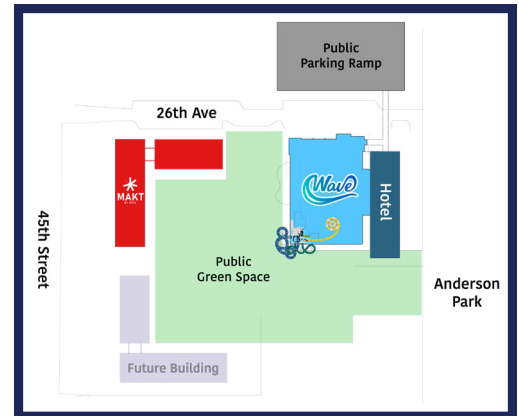 Public
Parking Ramp
26th Ave
MAKT
Wave
Hotel
45th Street
Public
Green Space
Anderson
Park
Future Building